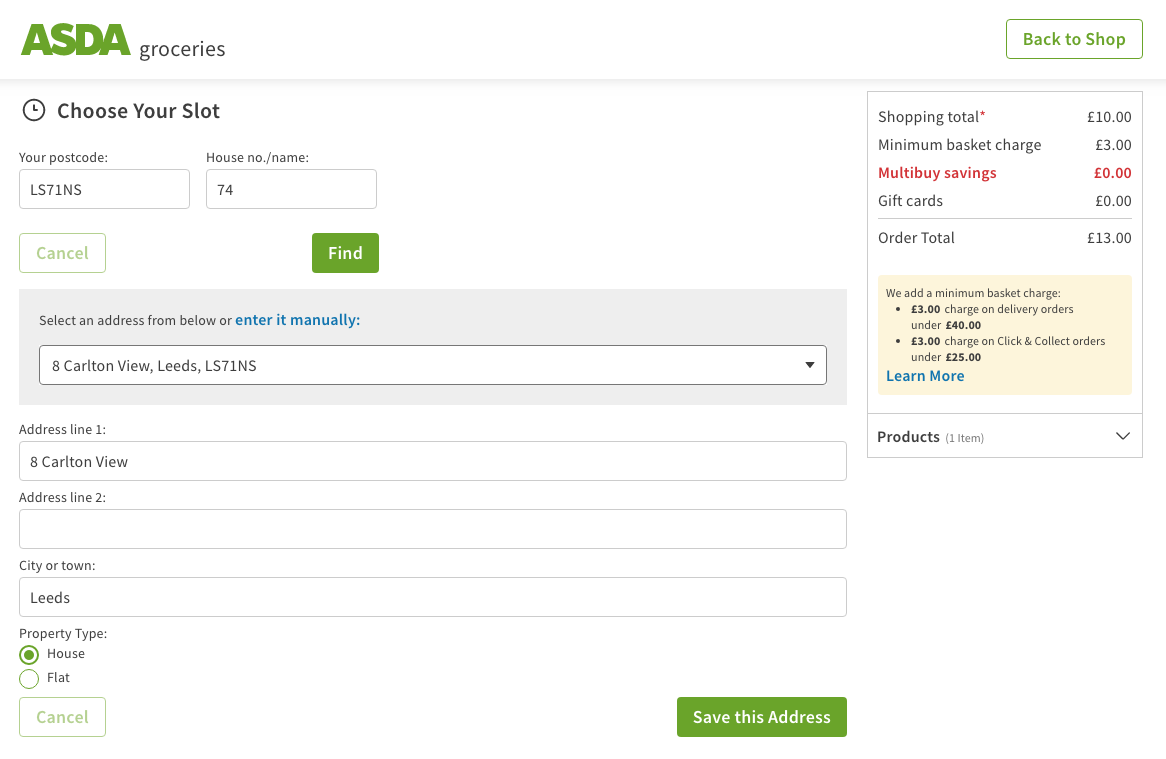 ASDA groceries
Back to Shop
Choose Your Slot
Your postcode:
House no./name:
LS71NS
74
Cancel
Find
Select an address from below or enter it manually:
8 Carlton View, Leeds, LS71NS
Address line 1:
8 Carlton View
Address line 2:
City or town:
Leeds
Property Type:
House
Flat
Cancel
Save this Address
Shopping total* £10.00
Minimum basket charge £3.00
Multibuy savings £0.00
Gift cards £0.00
Order Total £13.00
We add a minimum basket charge:
• £3.00 charge on delivery orders
under £40.00
• £3.00 charge on Click & Collect orders
under £25.00
Learn More
Products (1 Item)